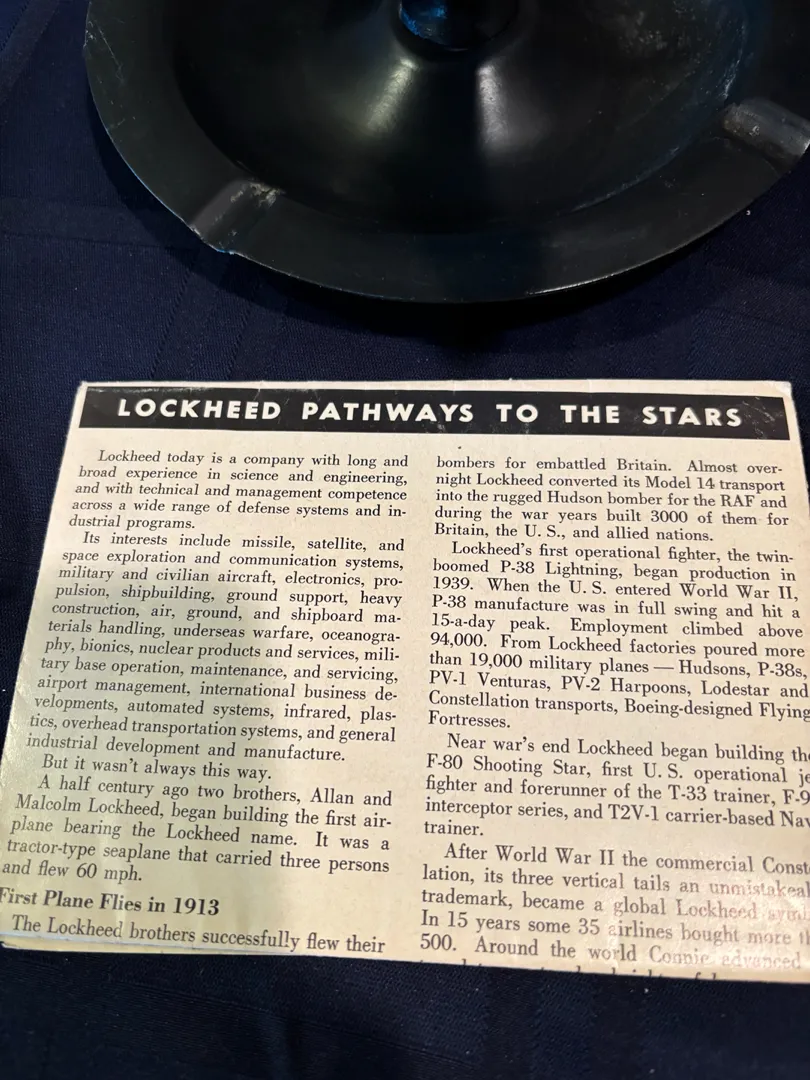 LOCKHEED PATHWAYS TO THE STARS
Lockheed today is a company with long and
broad experience in science and engineering,
and with technical and management competence
across a wide range of defense systems and in-
dustrial programs.
Its interests include missile, satellite, and
space exploration and communication systems,
military and civilian aircraft, electronics, pro-
pulsion, shipbuilding, ground support, heavy
construction, air, ground, and shipboard ma-
terials handling, underseas warfare, oceanogra-
phy, bionics, nuclear products and services, mili-
tary base operation, maintenance, and servicing,
airport management, international business de-
velopments, automated systems, infrared, plas-
tics, overhead transportation systems, and general
industrial development and manufacture.
But it wasn't always this way.
A half century ago two brothers, Allan and
Malcolm Lockheed, began building the first air-
plane bearing the Lockheed name. It was a
tractor-type seaplane that carried three persons
and flew 60 mph.
First Plane Flies in 1913
The Lockheed brothers successfully flew their
bombers for embattled Britain. Almost over-
night Lockheed converted its Model 14 transport
into the rugged Hudson bomber for the RAF and
during the war years built 3000 of them for
Britain, the U. S., and allied nations.
Lockheed's first operational fighter, the twin-
boomed P-38 Lightning, began production in
1939. When the U. S. entered World War II,
P-38 manufacture was in full swing and hit a
15-a-day peak. Employment climbed above
94,000. From Lockheed factories poured more
than 19,000 military planes — Hudsons, P-38s,
PV-1 Venturas, PV-2 Harpoons, Lodestar and
Constellation transports, Boeing-designed Flying
Fortresses.
Near war's end Lockheed began building the
F-80 Shooting Star, first U. S. operational je
fighter and forerunner of the T-33 trainer, F-9
interceptor series, and T2V-1 carrier-based Nav
trainer.
After World War II the commercial Const
lation, its three vertical tails an unmistakeal
trademark, became a global Lockheed
In 15 years some 35 airlines bought more th
500. Around the world Connie advanced